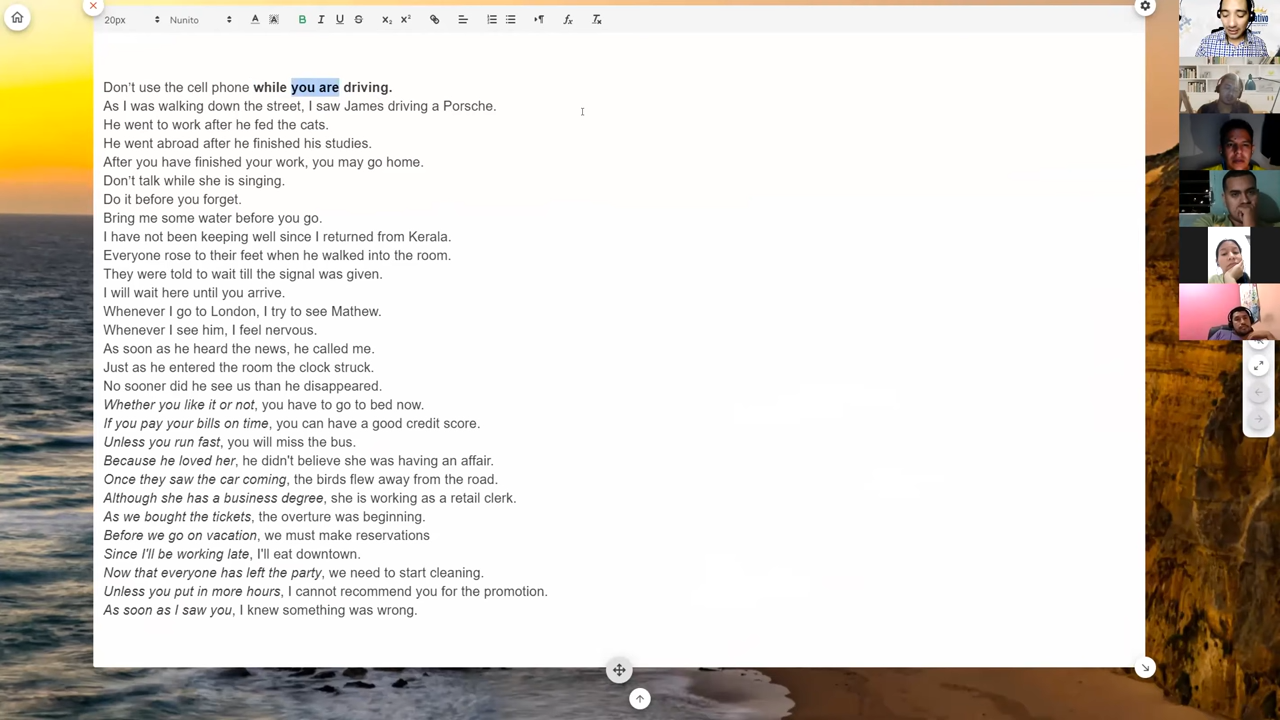 20px
Nunito
Don't use the cell phone while you are driving.
As I was walking down the street, I saw James driving a Porsche.
He went to work after he fed the cats.
He went abroad after he finished his studies.
After you have finished your work, you may go home.
Don't talk while she is singing.
Do it before you forget.
Bring me some water before you go.
I have not been keeping well since I returned from Kerala.
Everyone rose to their feet when he walked into the room.
They were told to wait till the signal was given.
I will wait here until you arrive.
Whenever I go to London, I try to see Mathew.
Whenever I see him, I feel nervous.
As soon as he heard the news, he called me.
Just as he entered the room the clock struck.
No sooner did he see us than he disappeared.
Whether you like it or not, you have to go to bed now.
If you pay your bills on time, you can have a good credit score.
Unless you run fast, you will miss the bus.
Because he loved her, he didn't believe she was having an affair.
Once they saw the car coming, the birds flew away from the road.
Although she has a business degree, she is working as a retail clerk.
As we bought the tickets, the overture was beginning.
Before we go on vacation, we must make reservations
Since I'll be working late, I'll eat downtown.
Now that everyone has left the party, we need to start cleaning.
Unless you put in more hours, I cannot recommend you for the promotion.
As soon as I saw you, I knew something was wrong.